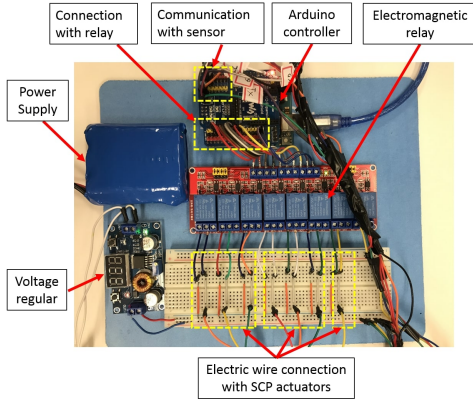 Connection
with relay
Communication
with sensor
Arduino
controller
Electromagnetic
relay
Power
Supply
Voltage
regular
Electric wire connection
with SCP actuators